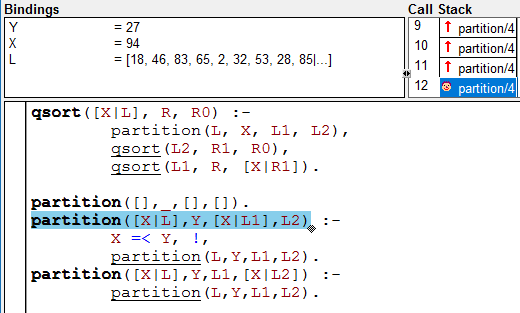 Bindings
Call Stack
Y = 27
X = 94
L = [18, 46, 83, 65, 2, 32, 53, 28, 85|...]
9 partition/4
10 partition/4
11 partition/4
12 partition/4
qsort([X|L], R, R0) :-
partition(L, X, L1, L2),
qsort(L2, R1, R0),
qsort(L1, R, [X|R1]).
partition([],_,[],[]).
partition([X|L],Y,[X|L1],L2) :-
X =< Y, !,
partition(L,Y,L1,L2).
partition([X|L],Y,L1,[X|L2]) :-
partition(L,Y,L1,L2).